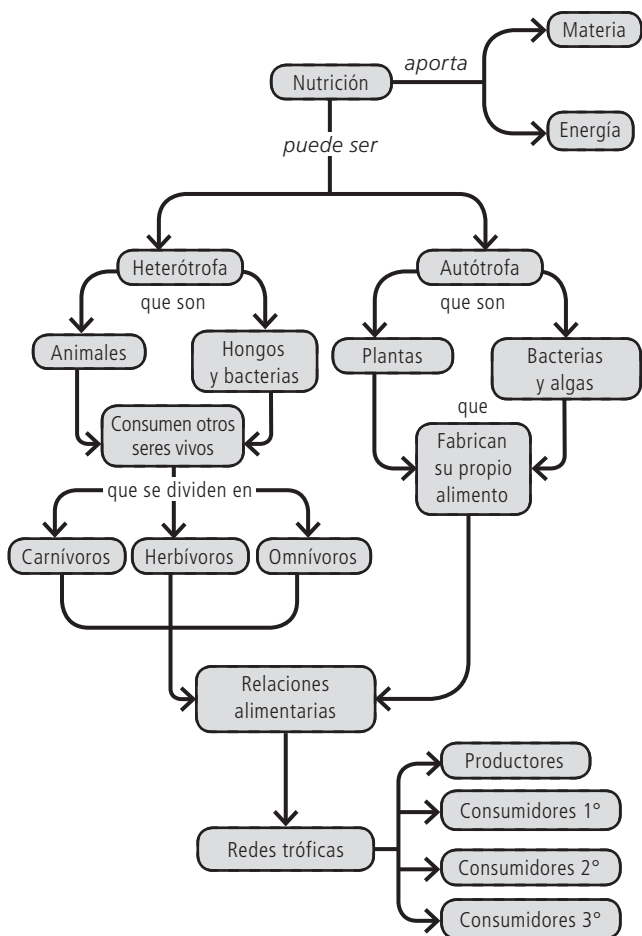 Materia
aporta
Nutrición
Energía
puede ser
Heterótrofa
que son
Animales
Hongos
y bacterias
Consumen otros
seres vivos
que se dividen en
Carnívoros
Herbívoros
Omnívoros
Autótrofa
que son
Plantas
Bacterias
y algas
que
Fabrican
su propio
alimento
Relaciones
alimentarias
Redes tróficas
Productores
Consumidores 1°
Consumidores 2°
Consumidores 3°